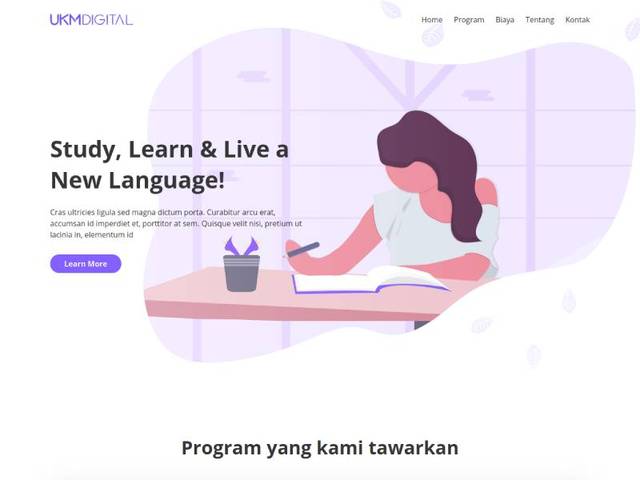 UKMDIGITAL
Home Program Biaya Tentang Kontak
Study, Learn & Live a
New Language!
Cras ultricies ligula sed magna dictum porta. Curabitur arcu erat,
accumsan id imperdiet et, porttitor at sem. Quisque velit nisi, pretium ut
lacinia in, elementum id
Learn More
Program yang kami tawarkan